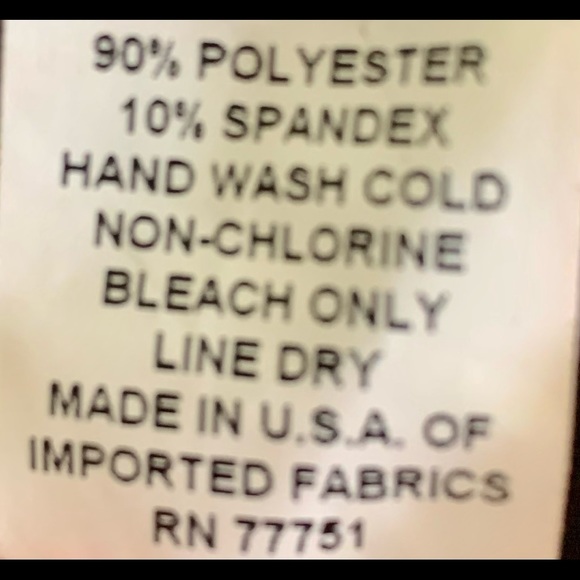 90% POLYESTER
10% SPANDEX
HAND WASH COLD
NON-CHLORINE
BLEACH ONLY
LINE DRY
MADE IN U.S.A. OF
IMPORTED FABRICS
RN 77751